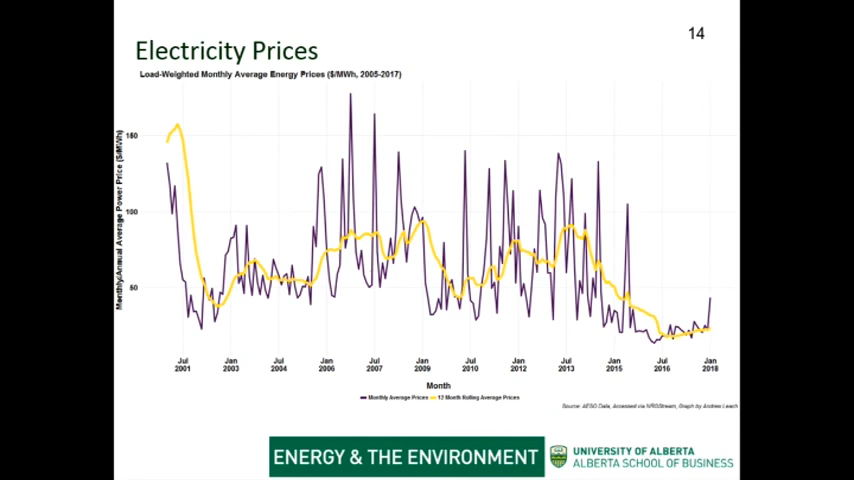 14
Electricity Prices
Load-Weighted Monthly Average Energy Prices ($/MWh, 2005-2017)
Monthly/Annual Average Power Price ($/MWh)
150
100
50
Jul Jan Jul Jan Jul Jan Jul Jan Jul Jan Jul Jan
2001 2003 2004 2006 2007 2009 2010 2012 2013 2015 2016 2018
Month
Monthly Average Prices 12 Month Rolling Average Prices
Source: AESO Data, Accessed via NRGStream, Graph by Andrew Leach
ENERGY & THE ENVIRONMENT
UNIVERSITY OF ALBERTA
ALBERTA SCHOOL OF BUSINESS